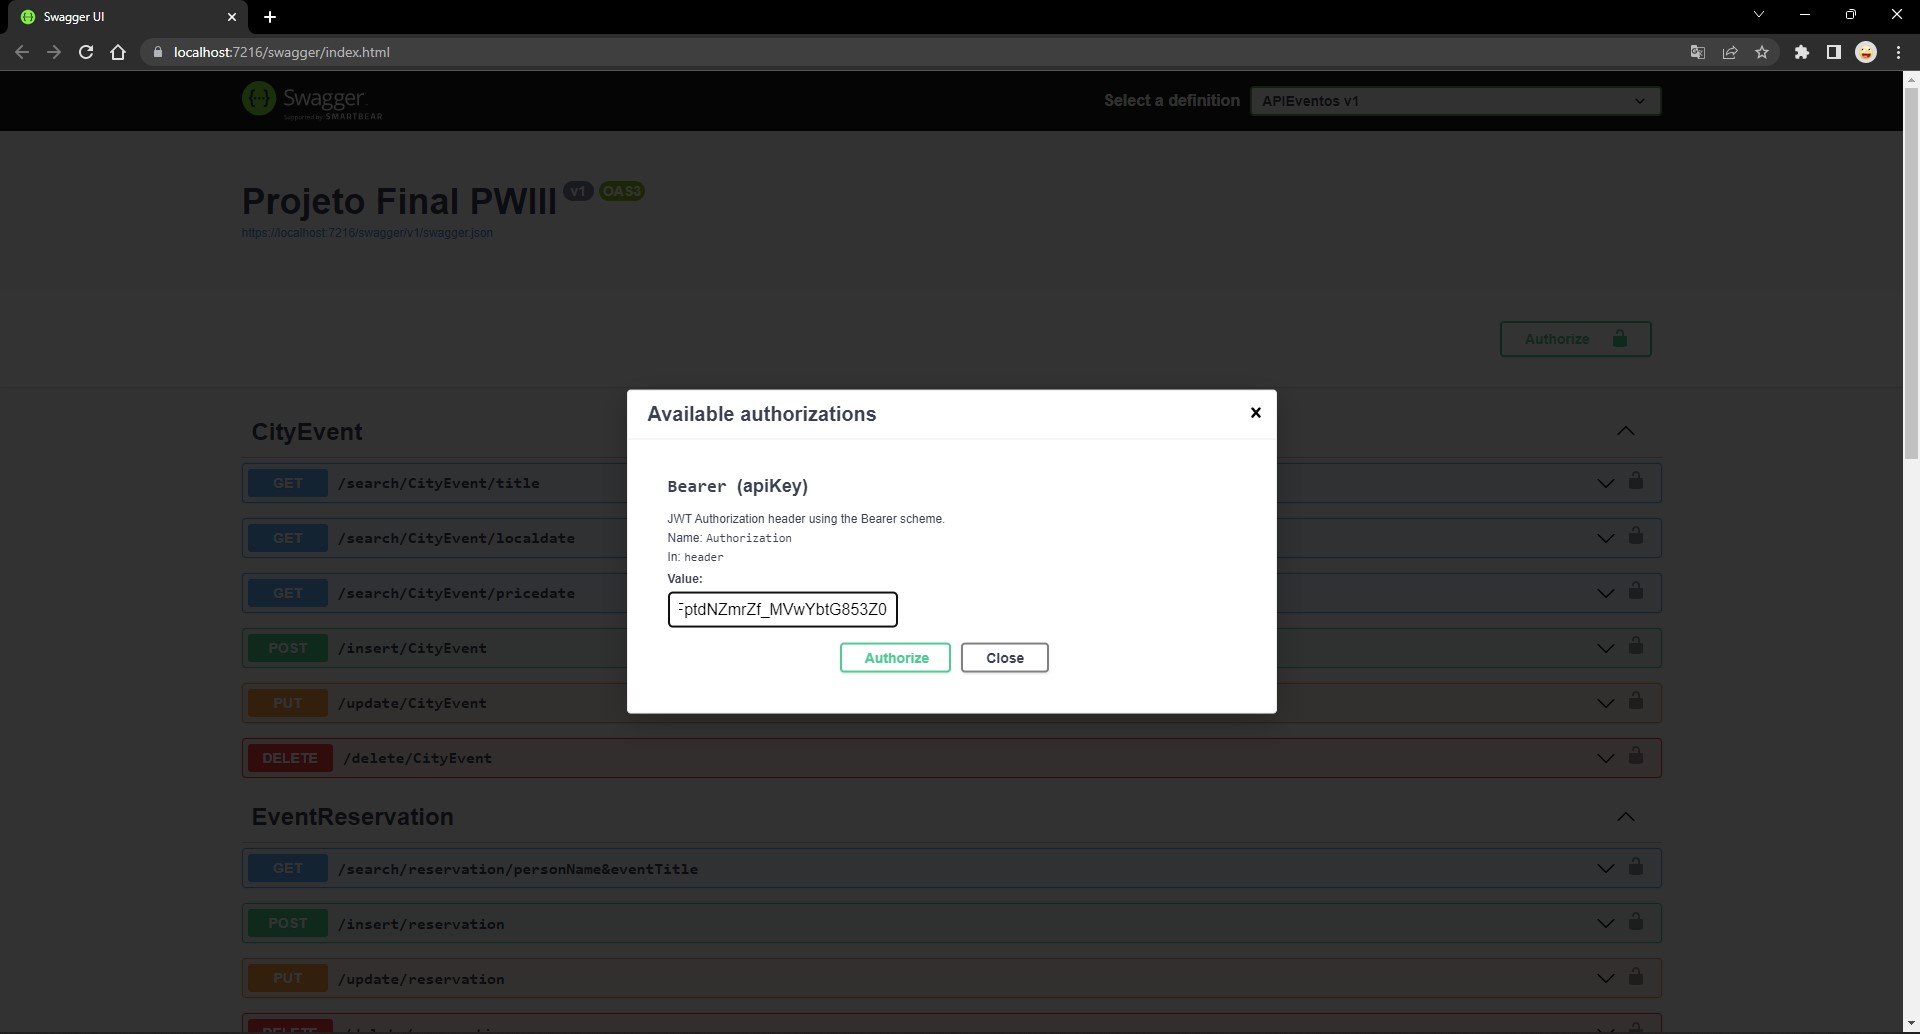 Swagger UI
localhost:7216/swagger/index.html
Swagger.
Supported by SMARTBEAR
Select a definition
APIEventos v1
Projeto Final PWIII
v1
OAS3
https://localhost:7216/swagger/v1/swagger.json
Authorize
Available authorizations
Bearer (apiKey)
JWT Authorization header using the Bearer scheme.
Name: Authorization
In: header
Value:
ptdNZmrZf_MVwYbtG853Z0
Authorize
Close
CityEvent
GET /search/CityEvent/title
GET /search/CityEvent/localdate
GET /search/CityEvent/pricedate
POST /insert/CityEvent
PUT /update/CityEvent
DELETE /delete/CityEvent
EventReservation
GET /search/reservation/personName&eventTitle
POST /insert/reservation
PUT /update/reservation
DELETE